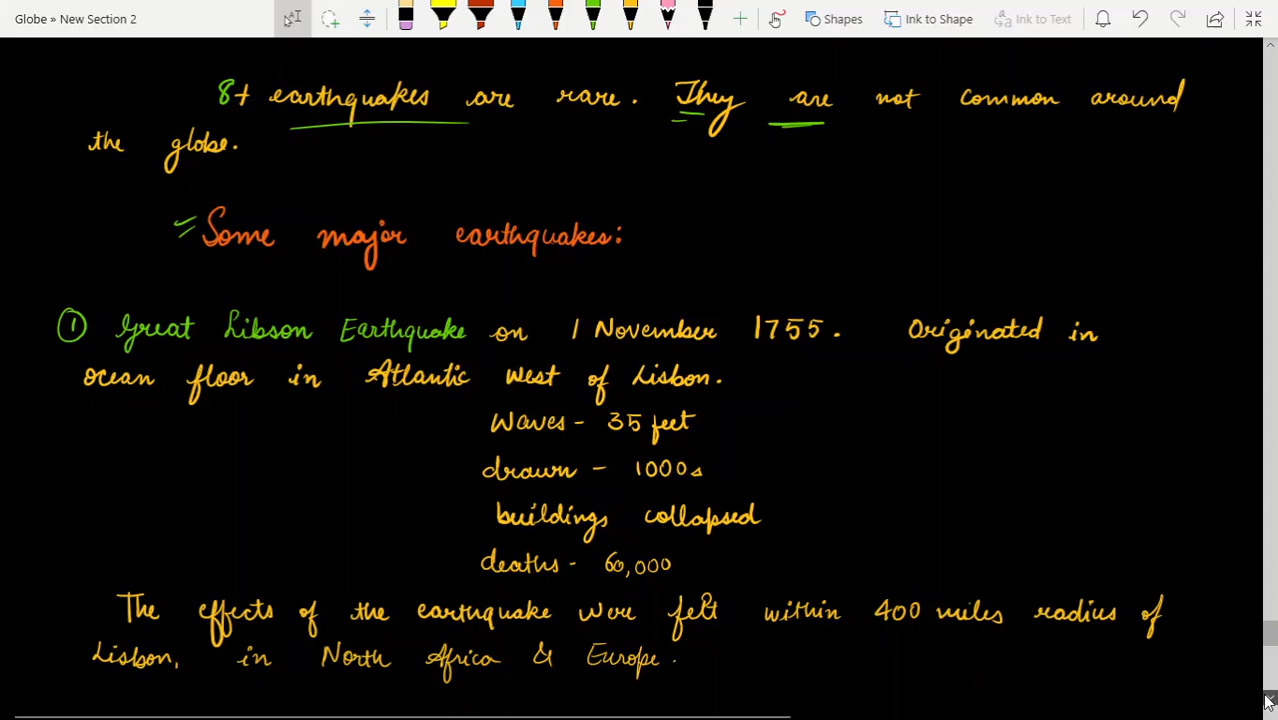 Globe » New Section 2
Shapes
Ink to Shape
Ink to Text
8+ earthquakes are rare. They are not common around
the globe.
Some major earthquakes:
① Great Libson Earthquake on 1 November 1755. Originated in
ocean floor in Atlantic west of Lisbon.
Waves - 35 feet
drawn - 1000s
buildings collapsed
deaths - 60,000
The effects of the earthquake were felt within 400 miles radius of
Lisbon, in North Africa & Europe.